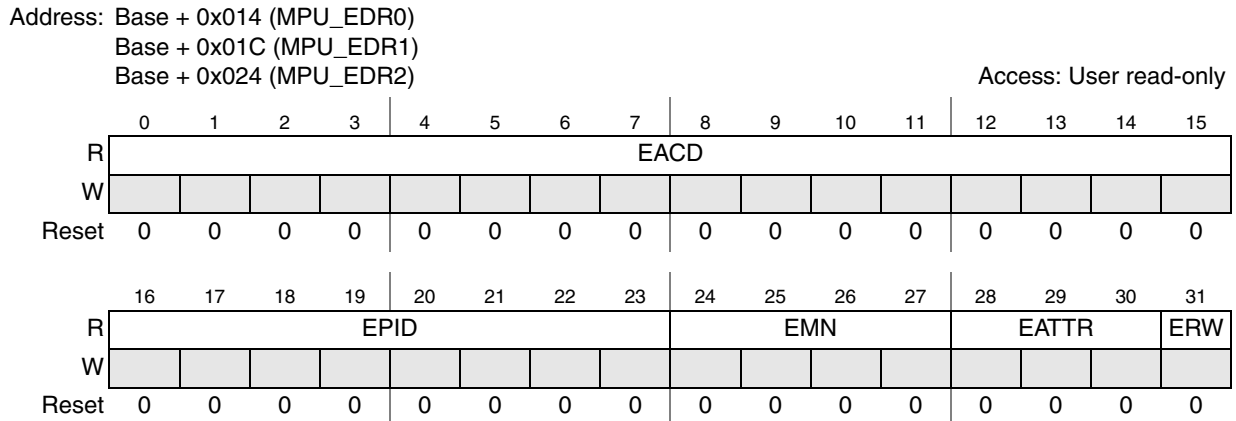 Address: Base + 0x014 (MPU_EDR0)
Base + 0x01C (MPU_EDR1)
Base + 0x024 (MPU_EDR2) Access: User read-only
0 1 2 3 4 5 6 7 8 9 10 11 12 13 14 15
R EACD
W
Reset 0 0 0 0 0 0 0 0 0 0 0 0 0 0 0 0
16 17 18 19 20 21 22 23 24 25 26 27 28 29 30 31
R EPID EMN EATTR ERW
W
Reset 0 0 0 0 0 0 0 0 0 0 0 0 0 0 0 0